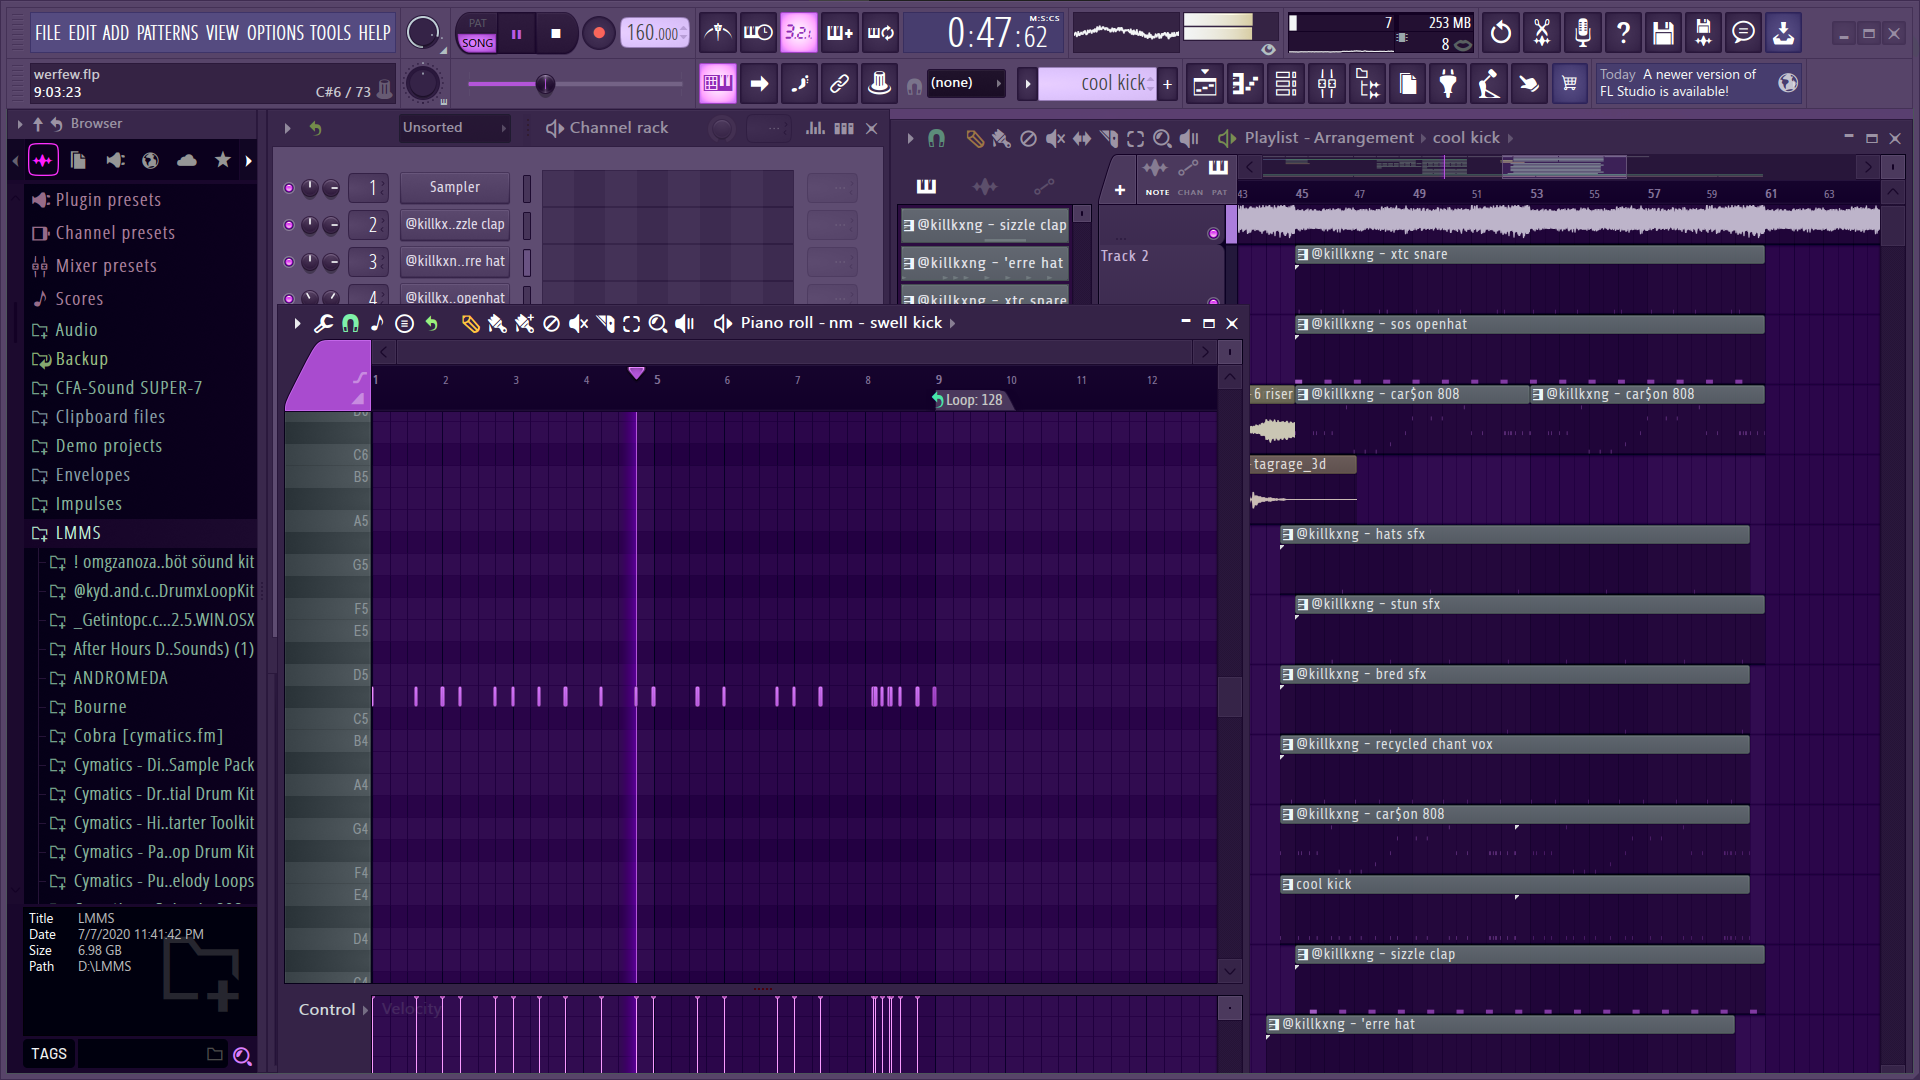 FILE EDIT ADD PATTERNS VIEW OPTIONS TOOLS HELP
PAT
SONG
160.000
3.2.
M:S:CS
0:47:62
7
253 MB
8
werfew.flp
9:03:23
C#6 / 73
(none)
cool kick
Today A newer version of
FL Studio is available!
Browser
Unsorted
Channel rack
Playlist - Arrangement
cool kick
Plugin presets
Channel presets
Mixer presets
Scores
Audio
Backup
CFA-Sound SUPER-7
Clipboard files
Demo projects
Envelopes
Impulses
LMMS
! omgzanoza..böt söund kit
@kyd.and.c..DrumxLoopKit
_Getintopc.c...2.5.WIN.OSX
After Hours D..Sounds) (1)
ANDROMEDA
Bourne
Cobra [cymatics.fm]
Cymatics - Di..Sample Pack
Cymatics - Dr..tial Drum Kit
Cymatics - Hi..tarter Toolkit
Cymatics - Pa..op Drum Kit
Cymatics - Pu..elody Loops
Title LMMS
Date 7/7/2020 11:41:42 PM
Size 6.98 GB
Path D:\LMMS
TAGS
1 Sampler
2 @killkx..zzle clap
3 @killkxn..rre hat
4 @killkx..openhat
@killkxng - sizzle clap
@killkxng - 'erre hat
@killkxng - xtc snare
NOTE CHAN PAT
Track 2
43 45 47 49 51 53 55 57 59 61 63
Piano roll - nm - swell kick
1 2 3 4 5 6 7 8 9 10 11 12
Loop: 128
C6
B5
A5
G5
F5
E5
D5
C5
B4
A4
G4
F4
E4
D4
Control
Velocity
@killkxng - xtc snare
@killkxng - sos openhat
6 riser
@killkxng - car$on 808
@killkxng - car$on 808
tagrage_3d
@killkxng - hats sfx
@killkxng - stun sfx
@killkxng - bred sfx
@killkxng - recycled chant vox
@killkxng - car$on 808
cool kick
@killkxng - sizzle clap
@killkxng - 'erre hat